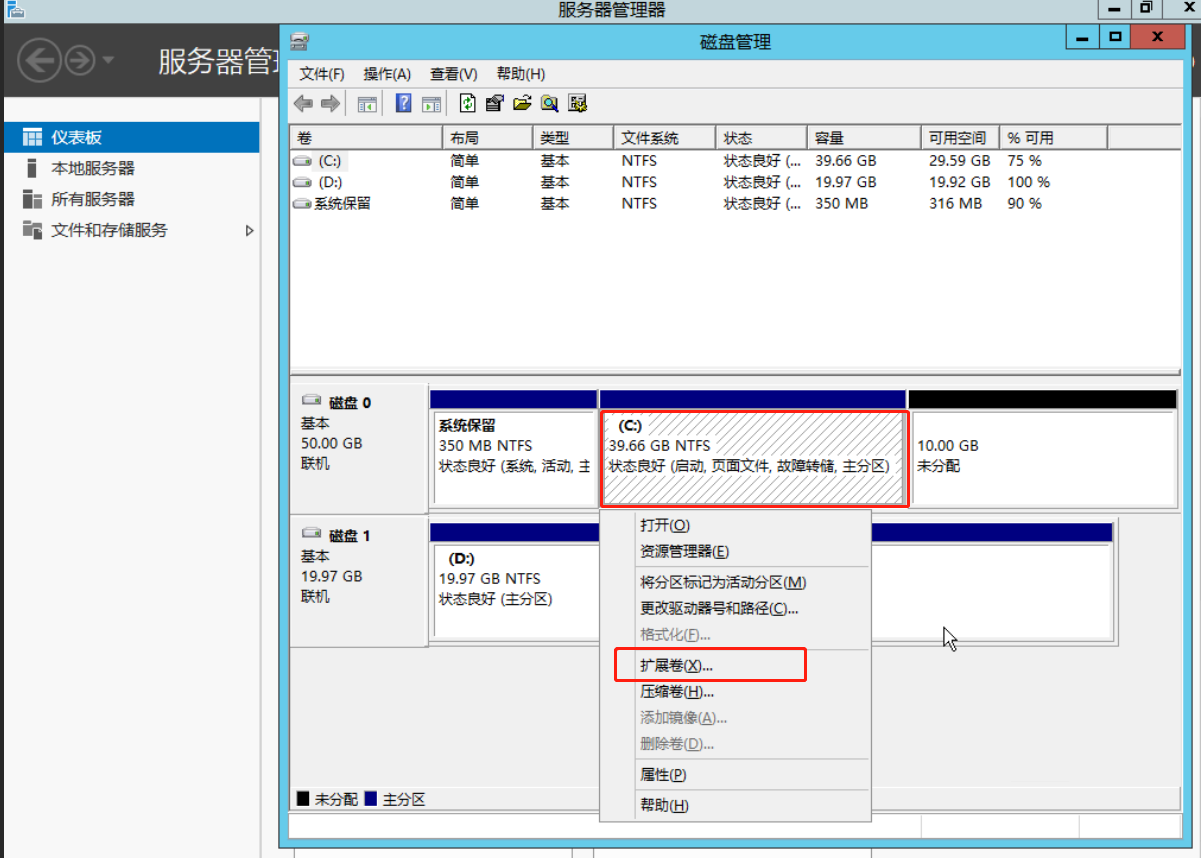 服务器管理器
服务器管
磁盘管理
文件(F) 操作(A) 查看(V) 帮助(H)
仪表板
本地服务器
所有服务器
文件和存储服务
卷 布局 类型 文件系统 状态 容量 可用空间 % 可用
(C:) 简单 基本 NTFS 状态良好 (... 39.66 GB 29.59 GB 75 %
(D:) 简单 基本 NTFS 状态良好 (... 19.97 GB 19.92 GB 100 %
系统保留 简单 基本 NTFS 状态良好 (... 350 MB 316 MB 90 %
磁盘 0
基本
50.00 GB
联机
系统保留
350 MB NTFS
状态良好 (系统, 活动, 主
(C:)
39.66 GB NTFS
状态良好 (启动, 页面文件, 故障转储, 主分区)
10.00 GB
未分配
磁盘 1
基本
19.97 GB
联机
(D:)
19.97 GB NTFS
状态良好 (主分区)
打开(O)
资源管理器(E)
将分区标记为活动分区(M)
更改驱动器号和路径(C)...
格式化(F)...
扩展卷(X)...
压缩卷(H)...
添加镜像(A)...
删除卷(D)...
属性(P)
帮助(H)
未分配 主分区